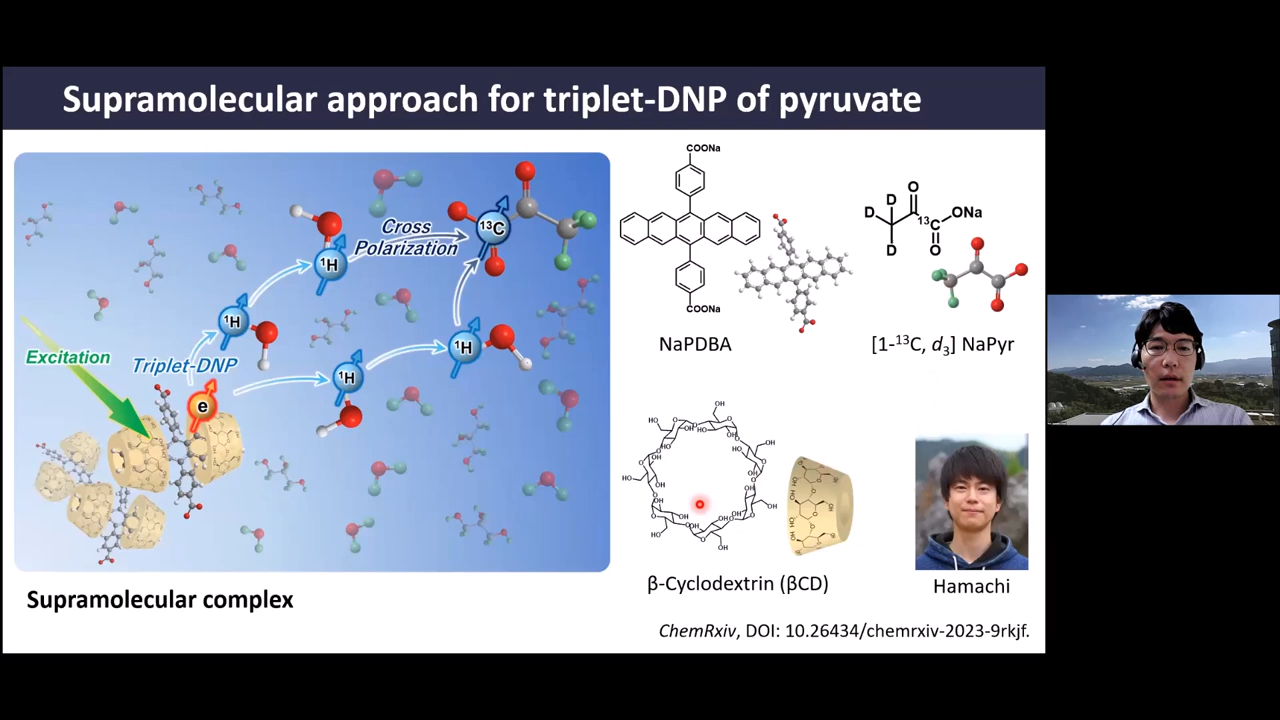 Supramolecular approach for triplet-DNP of pyruvate
Cross
Polarization
¹³C
¹H
¹H
¹H
¹H
Excitation
Triplet-DNP
e
Supramolecular complex
COONa
COONa
NaPDBA
O
D
D
D
¹³C
ONa
O
[1-¹³C, d₃] NaPyr
β-Cyclodextrin (βCD)
Hamachi
ChemRxiv, DOI: 10.26434/chemrxiv-2023-9rkjf.